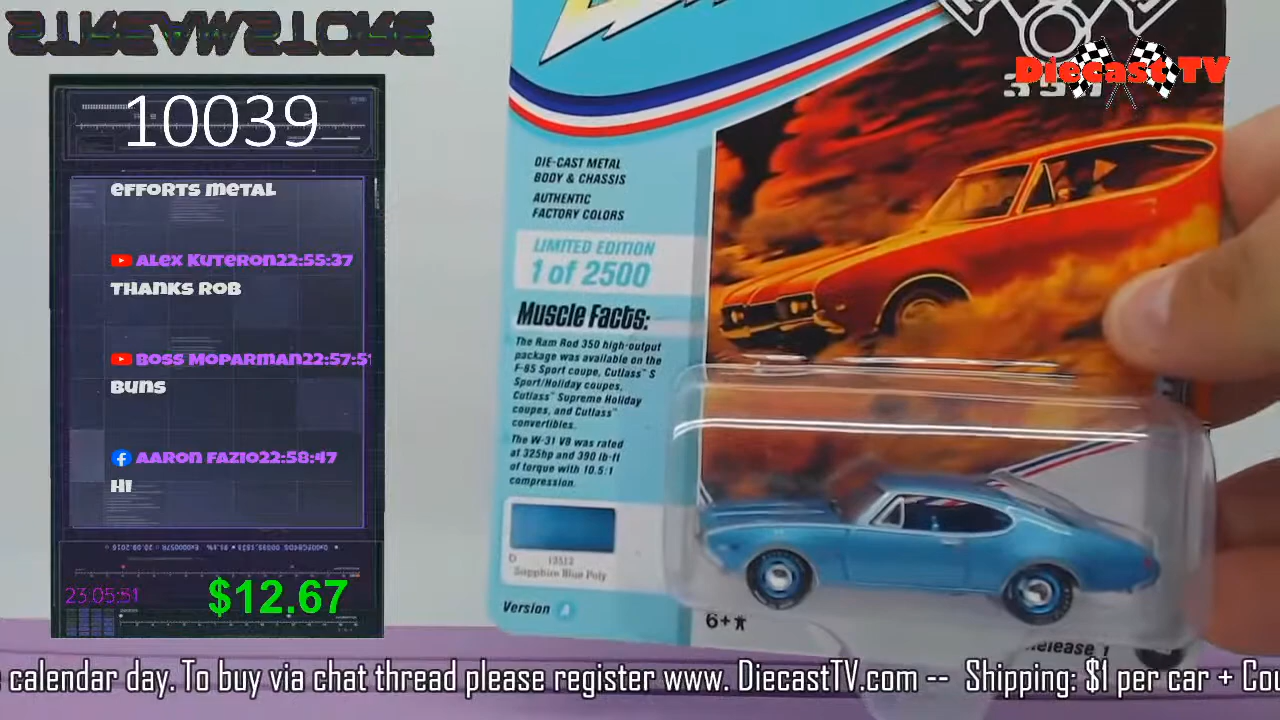 10039
Diecast TV
efforts metal
Alex Kuteron22:55:37
Thanks Rob
Boss Moparman22:57:51
Buns
Aaron Fazio22:58:47
Hi
23:05:51
$12.67
DIE-CAST METAL
BODY & CHASSIS
AUTHENTIC
FACTORY COLORS
LIMITED EDITION
1 of 2500
Muscle Facts:
The Ram Rod 350 high-output
package was available on the
F-85 Sport coupe, Cutlass S
Sport/Holiday coupes,
Cutlass Supreme Holiday
coupes, and Cutlass
convertibles.
The W-31 V8 was rated
at 325hp and 390 lb-ft
of torque with 10.5:1
compression.
13513
Sapphire Blue Poly
Version A
6+
Release 1
calendar day. To buy via chat thread please register www. DiecastTV.com -- Shipping: $1 per car + Cou